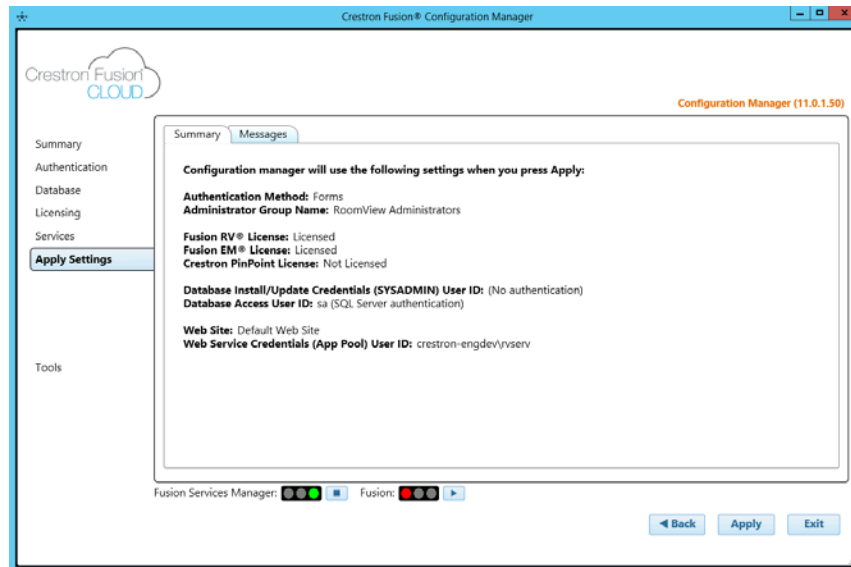 Crestron Fusion® Configuration Manager
Crestron Fusion
CLOUD
Configuration Manager (11.0.1.50)
Summary
Authentication
Database
Licensing
Services
Apply Settings
Tools
Summary
Messages
Configuration manager will use the following settings when you press Apply:
Authentication Method: Forms
Administrator Group Name: RoomView Administrators
Fusion RV® License: Licensed
Fusion EM® License: Licensed
Crestron PinPoint License: Not Licensed
Database Install/Update Credentials (SYSADMIN) User ID: (No authentication)
Database Access User ID: sa (SQL Server authentication)
Web Site: Default Web Site
Web Service Credentials (App Pool) User ID: crestron-engdev\rvserv
Fusion Services Manager:
Fusion:
Back
Apply
Exit